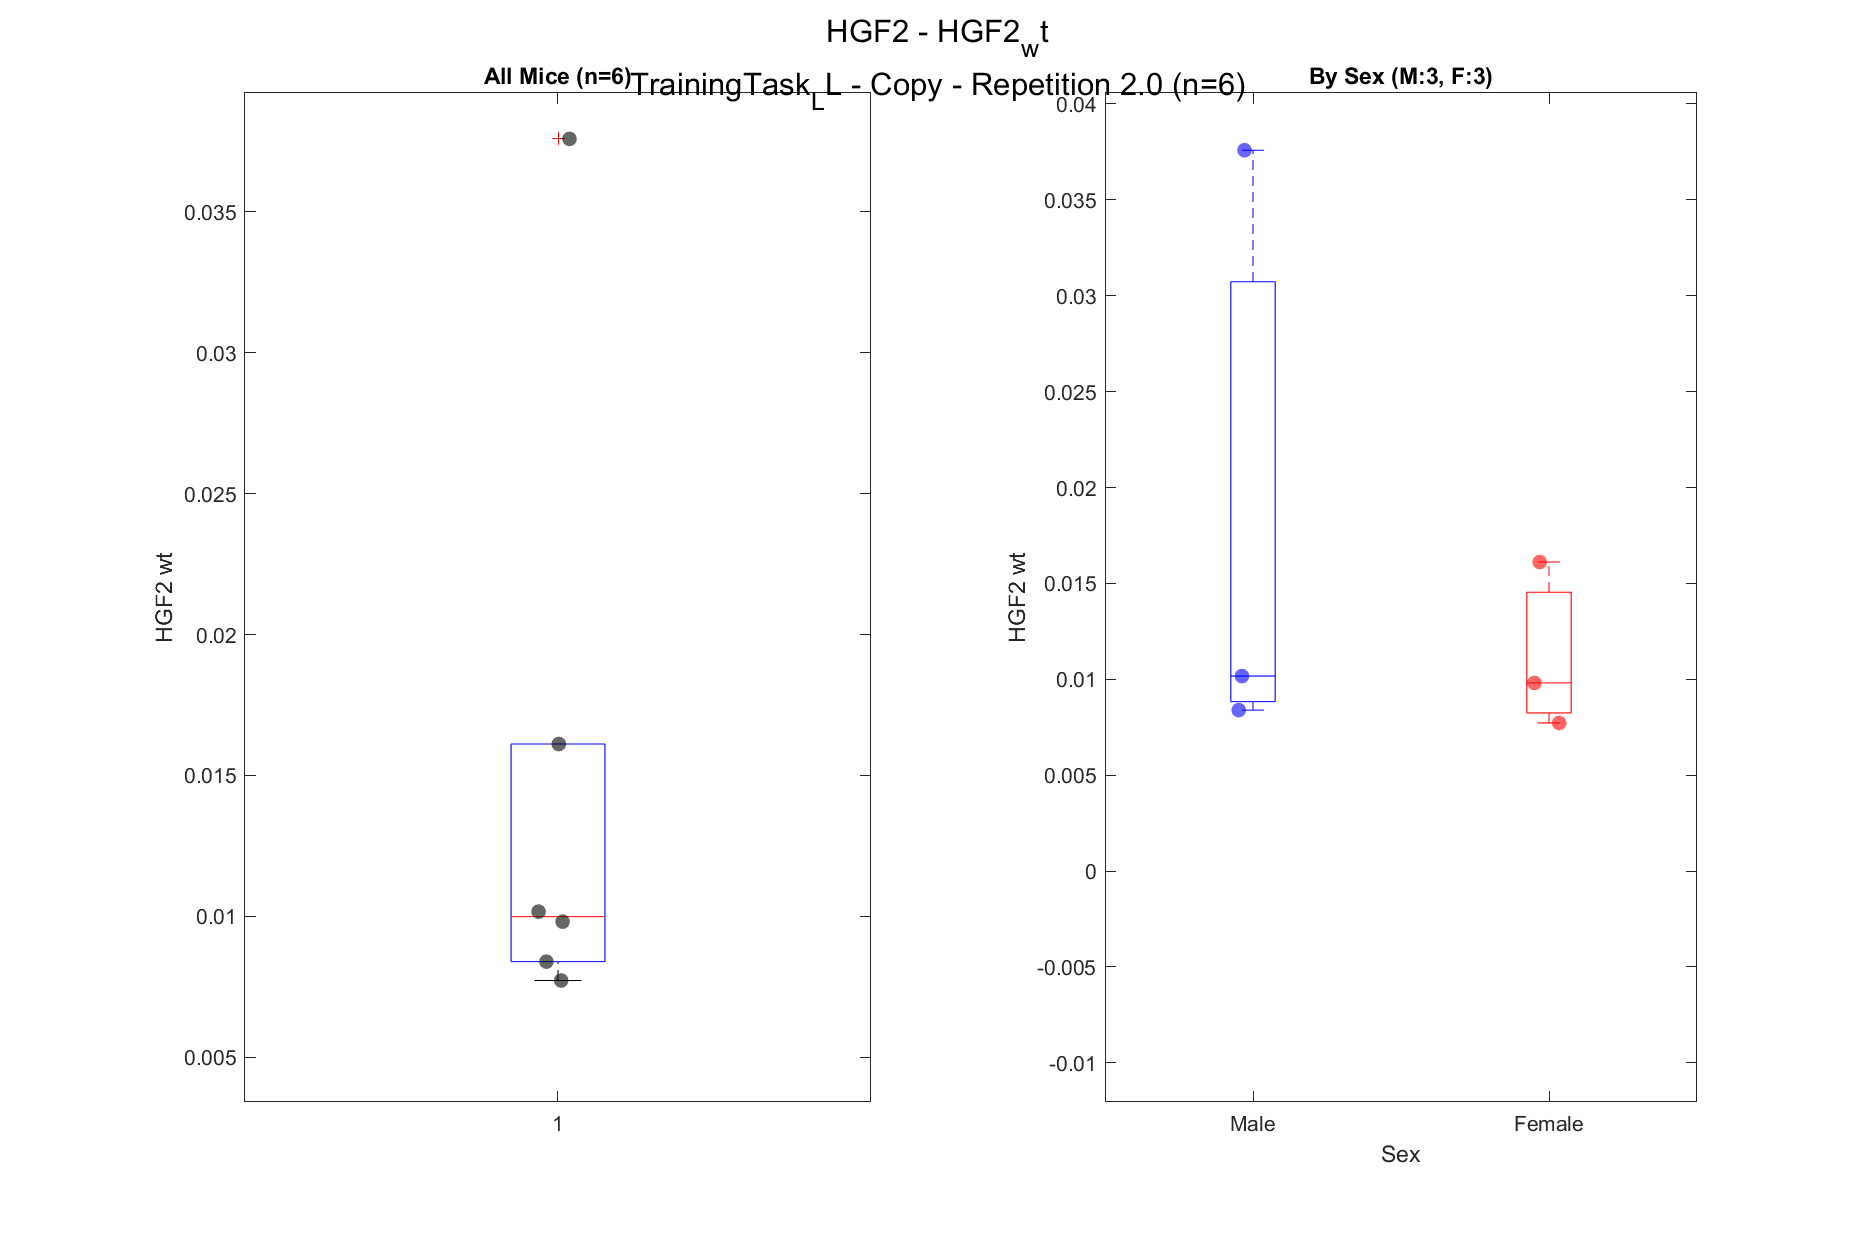 HGF2 - HGF2wt
TrainingTaskLL - Copy - Repetition 2.0 (n=6)
All Mice (n=6)
HGF2 wt
0.035
0.03
0.025
0.02
0.015
0.01
0.005
1
By Sex (M:3, F:3)
HGF2 wt
0.04
0.035
0.03
0.025
0.02
0.015
0.01
0.005
0
-0.005
-0.01
Male Female
Sex